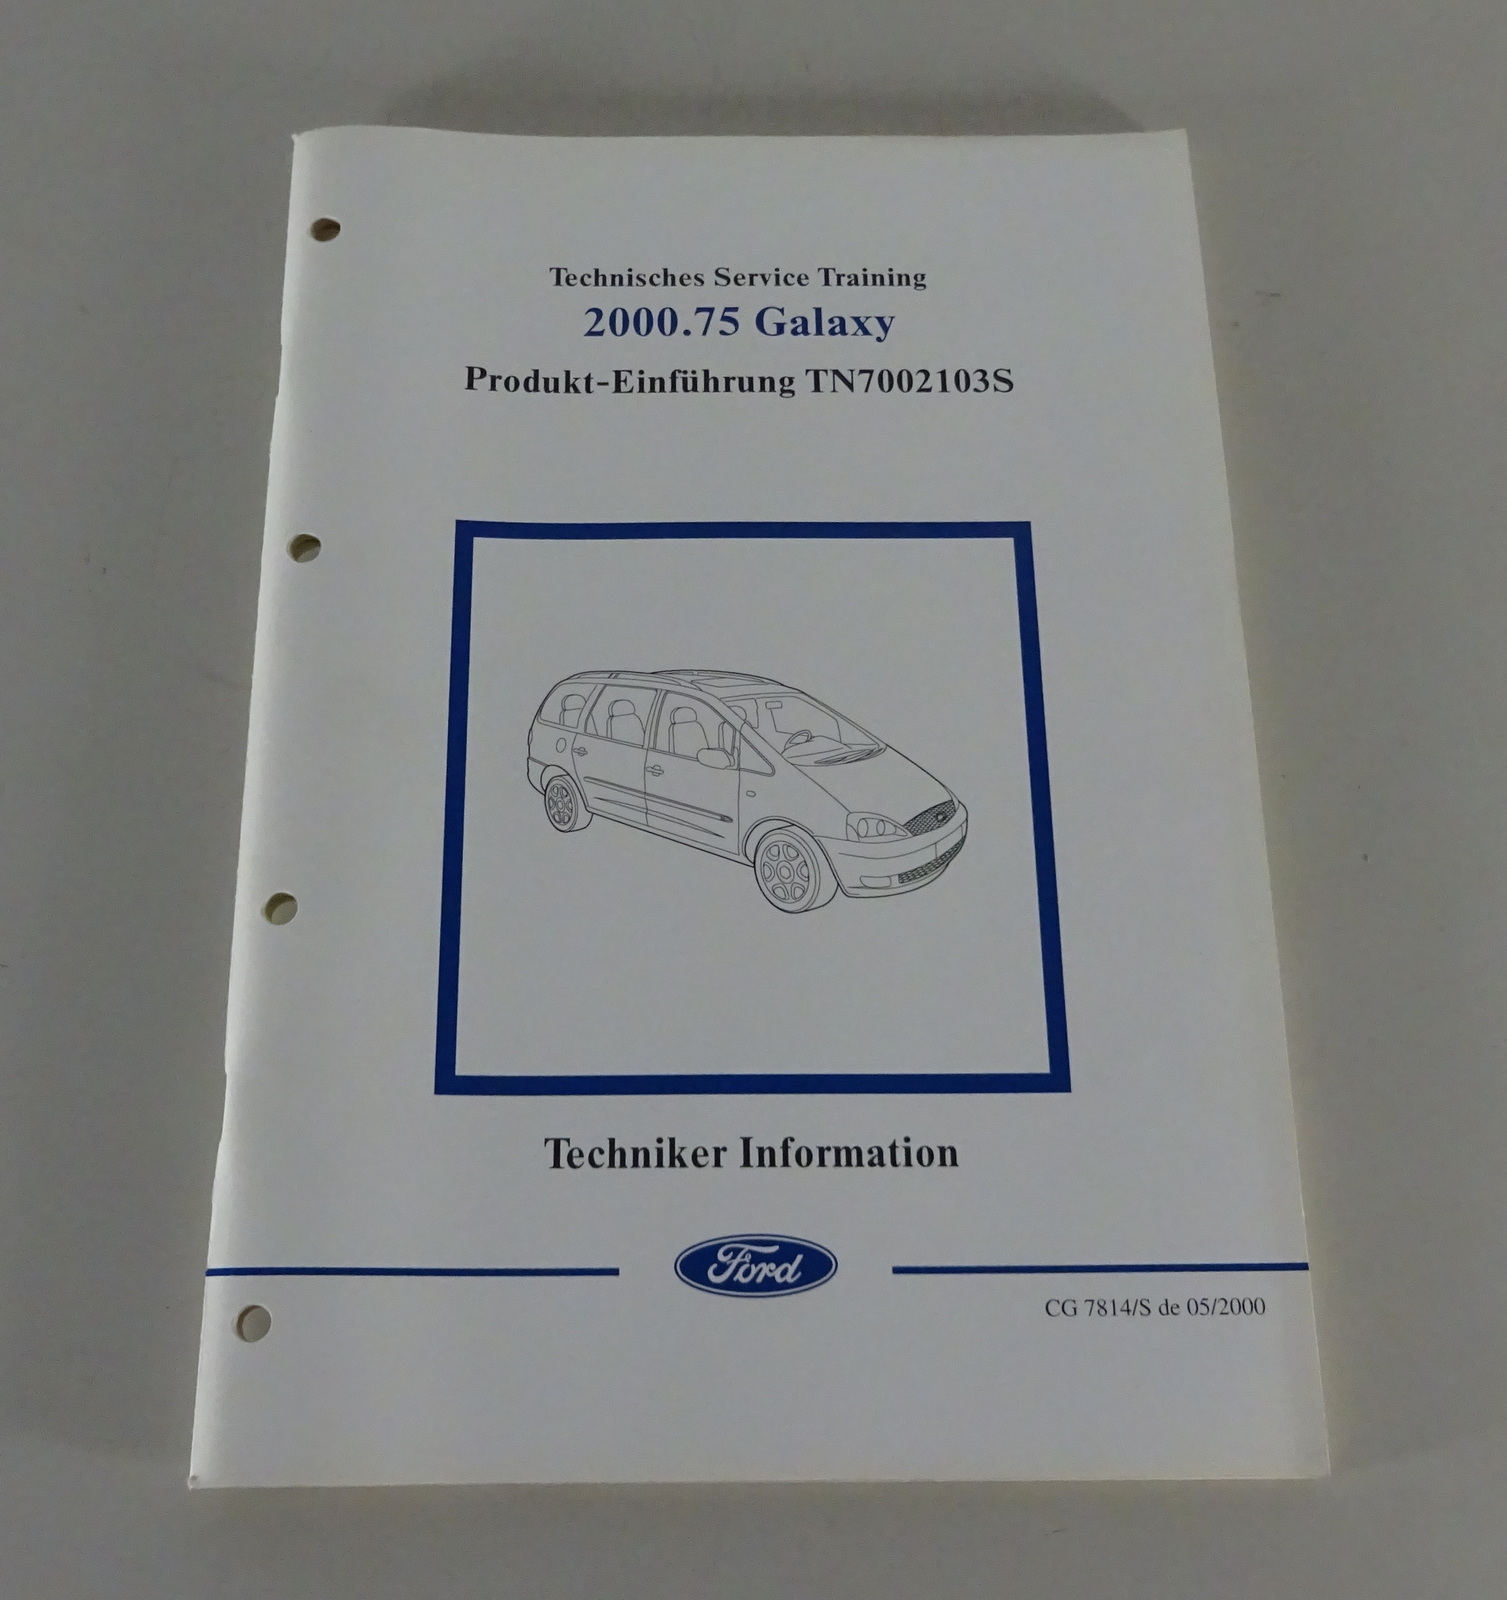 Technisches Service Training
2000.75 Galaxy
Produkt-Einführung TN7002103S
Techniker Information
Ford
CG 7814/S de 05/2000